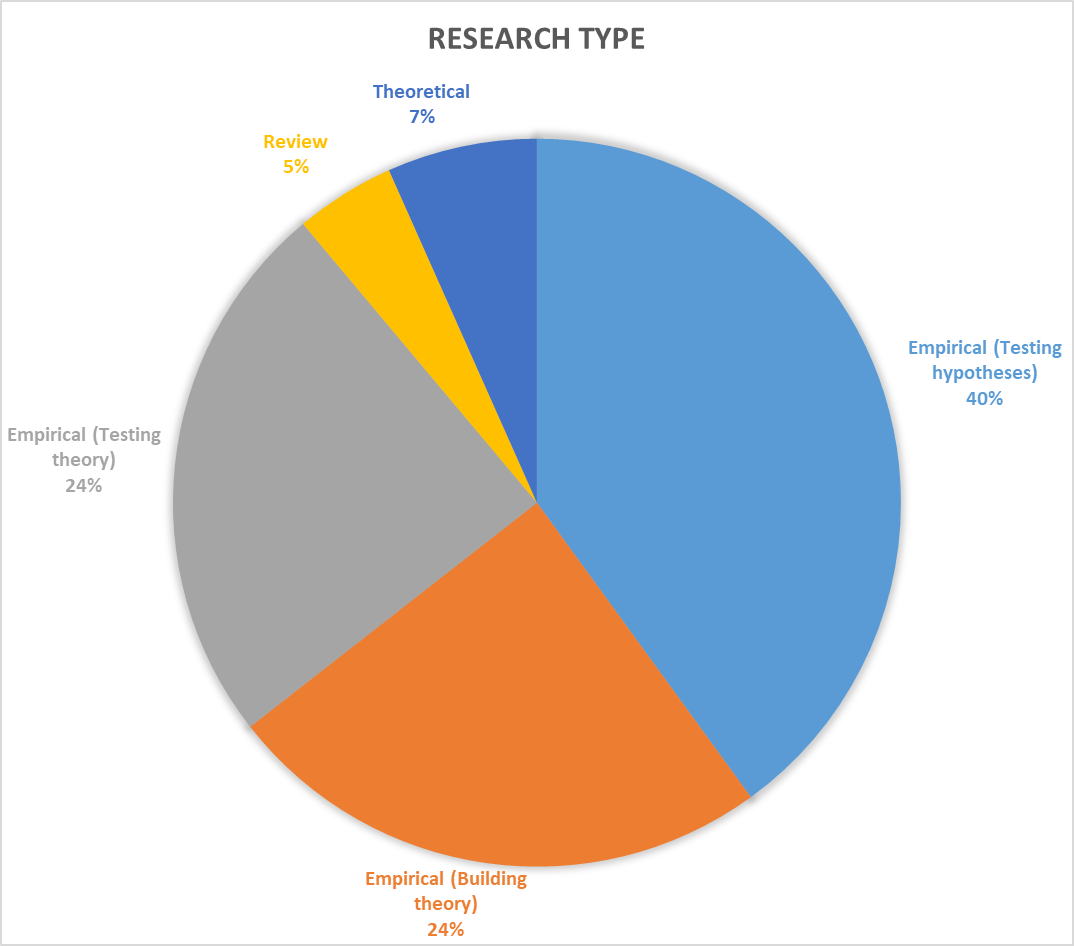 RESEARCH TYPE
Theoretical
7%
Review
5%
Empirical (Testing
hypotheses)
40%
Empirical (Testing
theory)
24%
Empirical (Building
theory)
24%